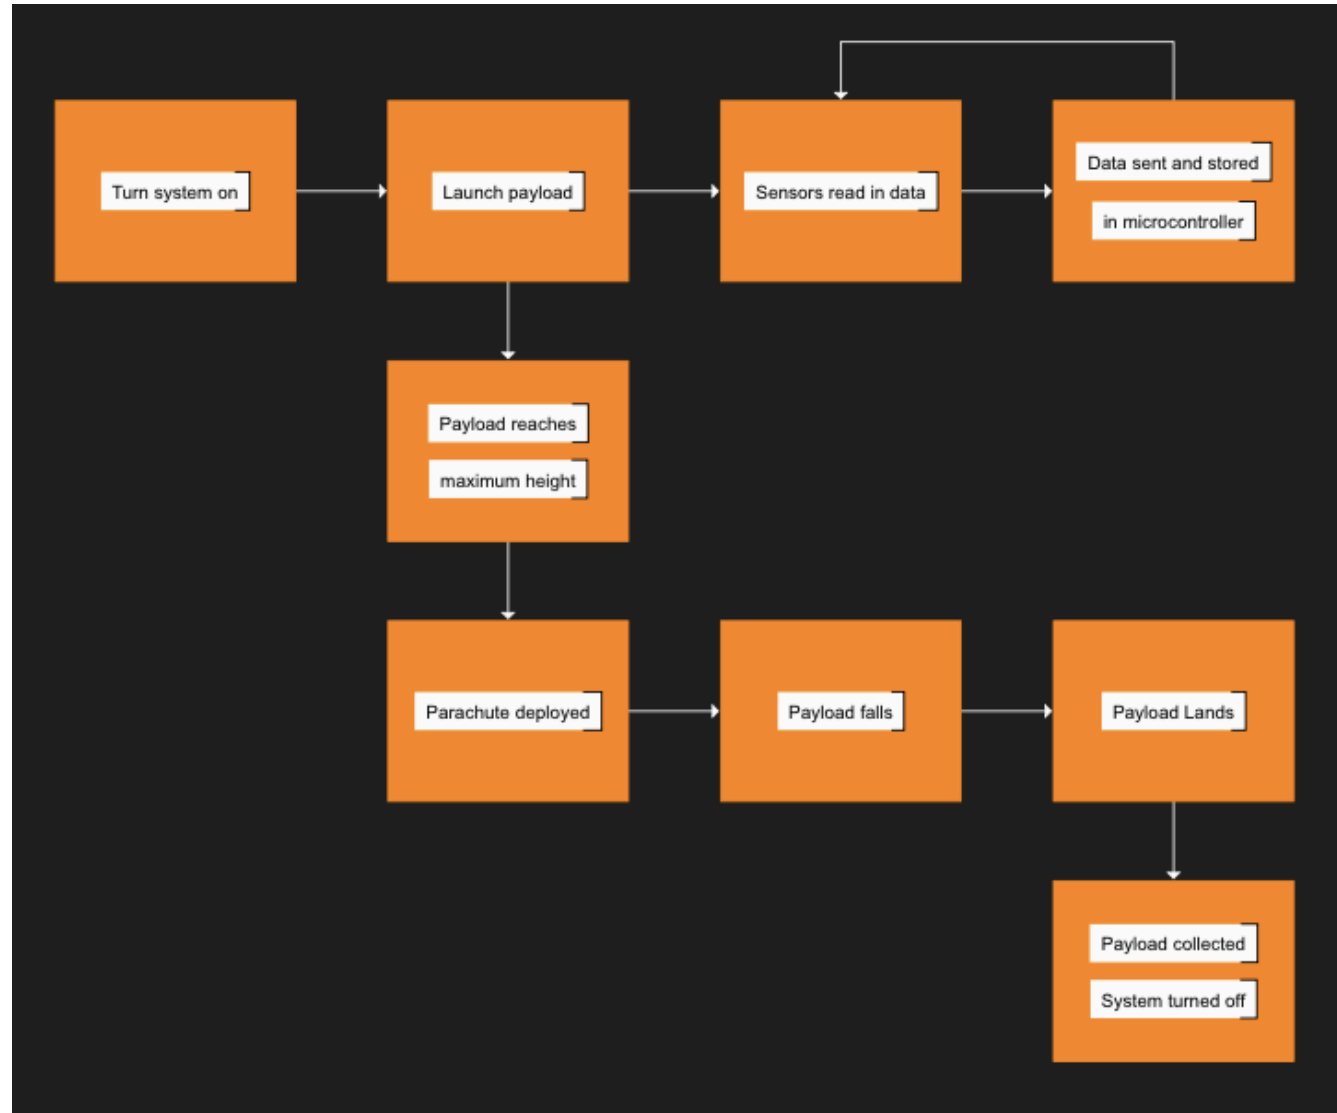 Turn system on
Launch payload
Sensors read in data
Data sent and stored
in microcontroller
Payload reaches
maximum height
Parachute deployed
Payload falls
Payload Lands
Payload collected
System turned off